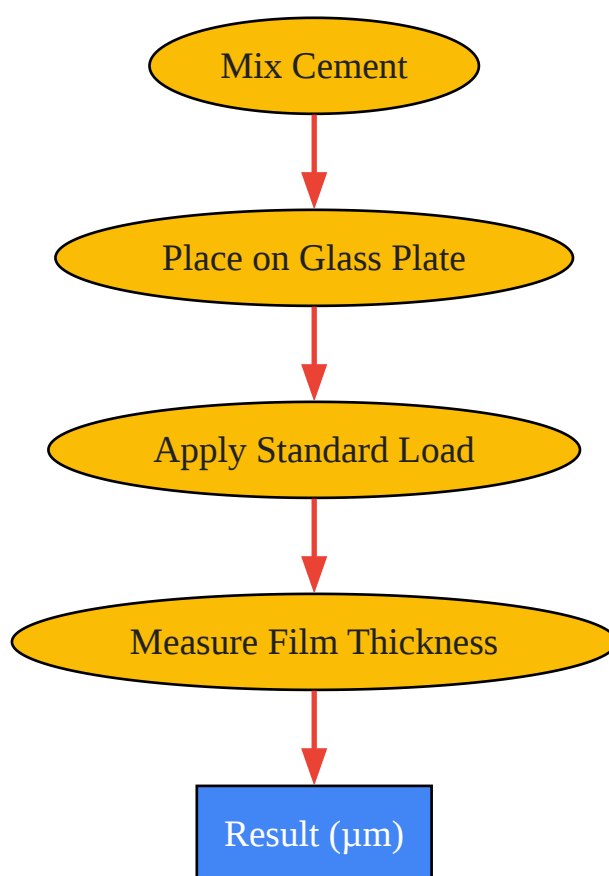 Mix Cement
Place on Glass Plate
Apply Standard Load
Measure Film Thickness
Result (µm)